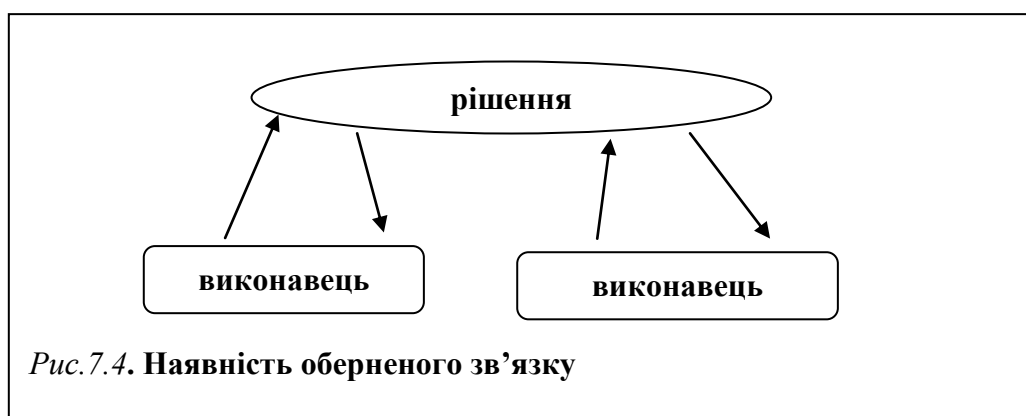 рішення
виконавець
виконавець
Рис.7.4. Наявність оберненого зв’язку